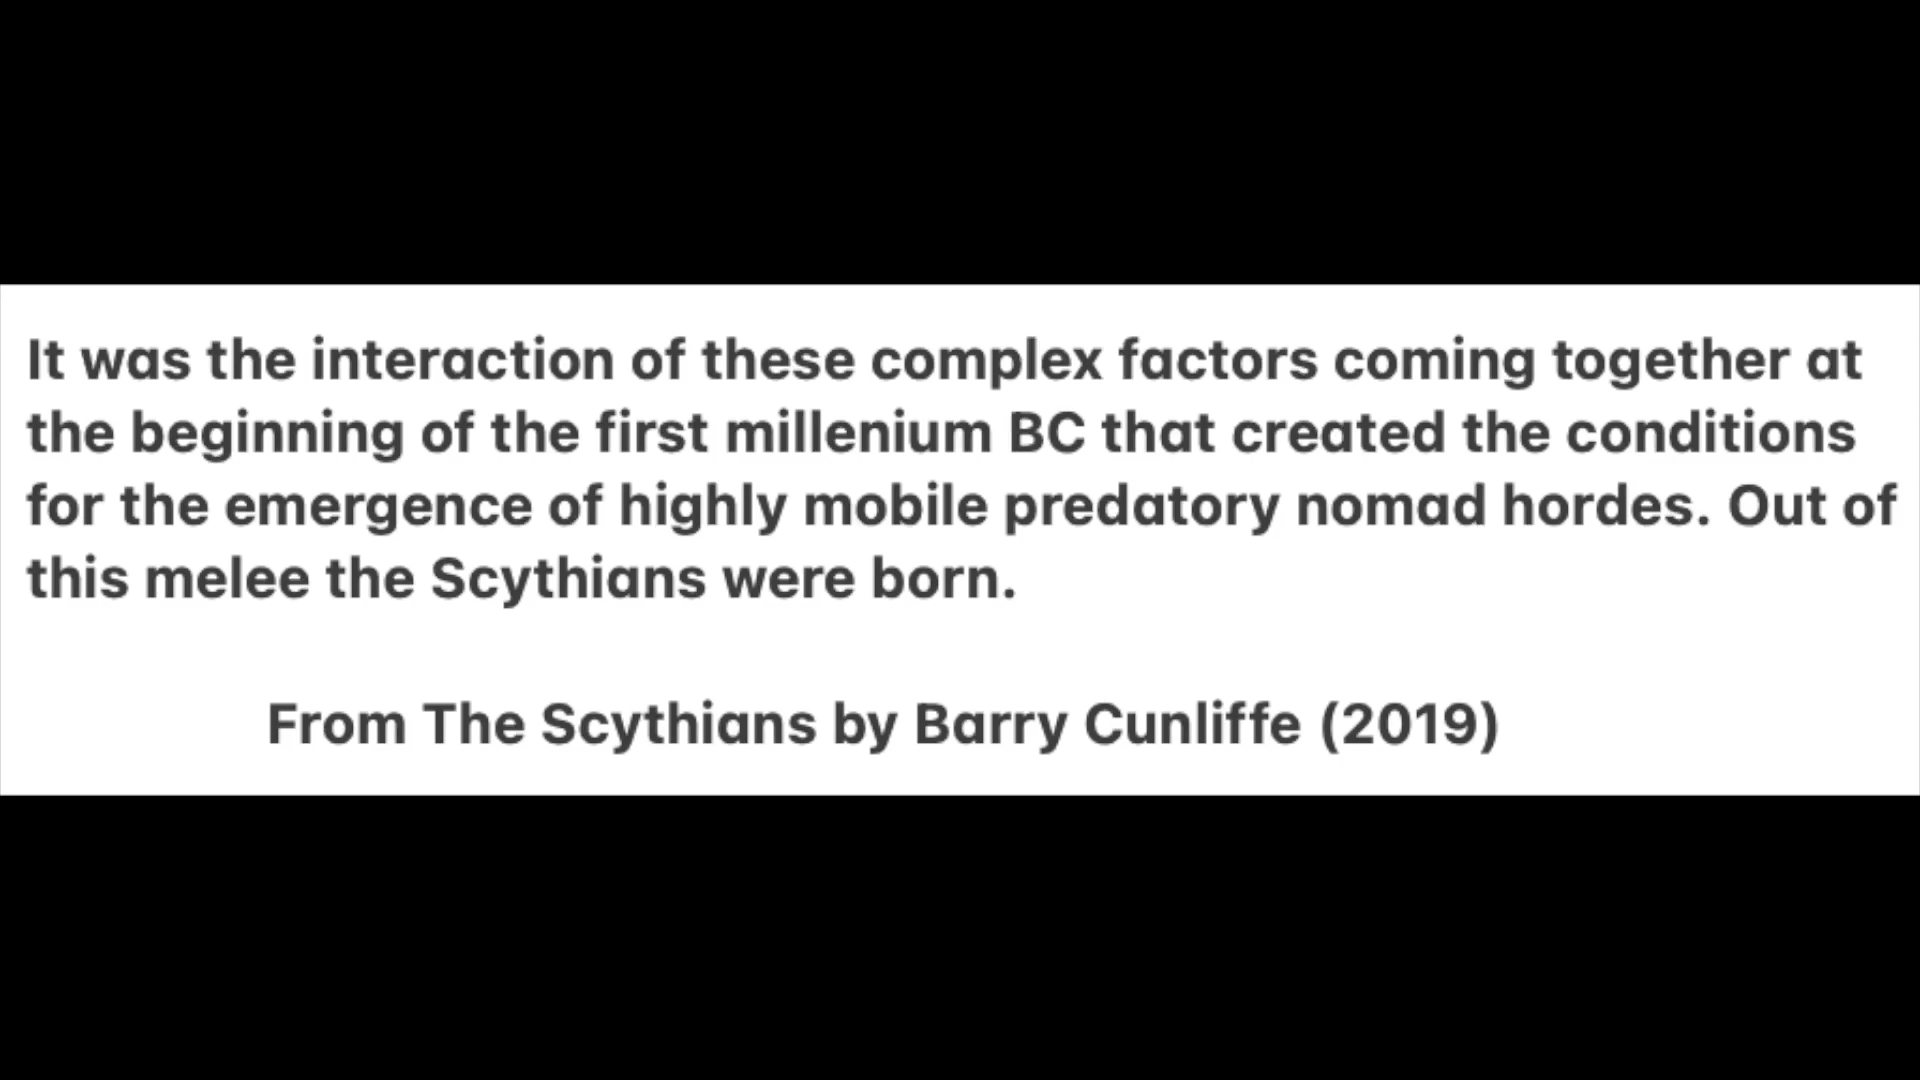 It was the interaction of these complex factors coming together at
the beginning of the first millenium BC that created the conditions
for the emergence of highly mobile predatory nomad hordes. Out of
this melee the Scythians were born.
From The Scythians by Barry Cunliffe (2019)